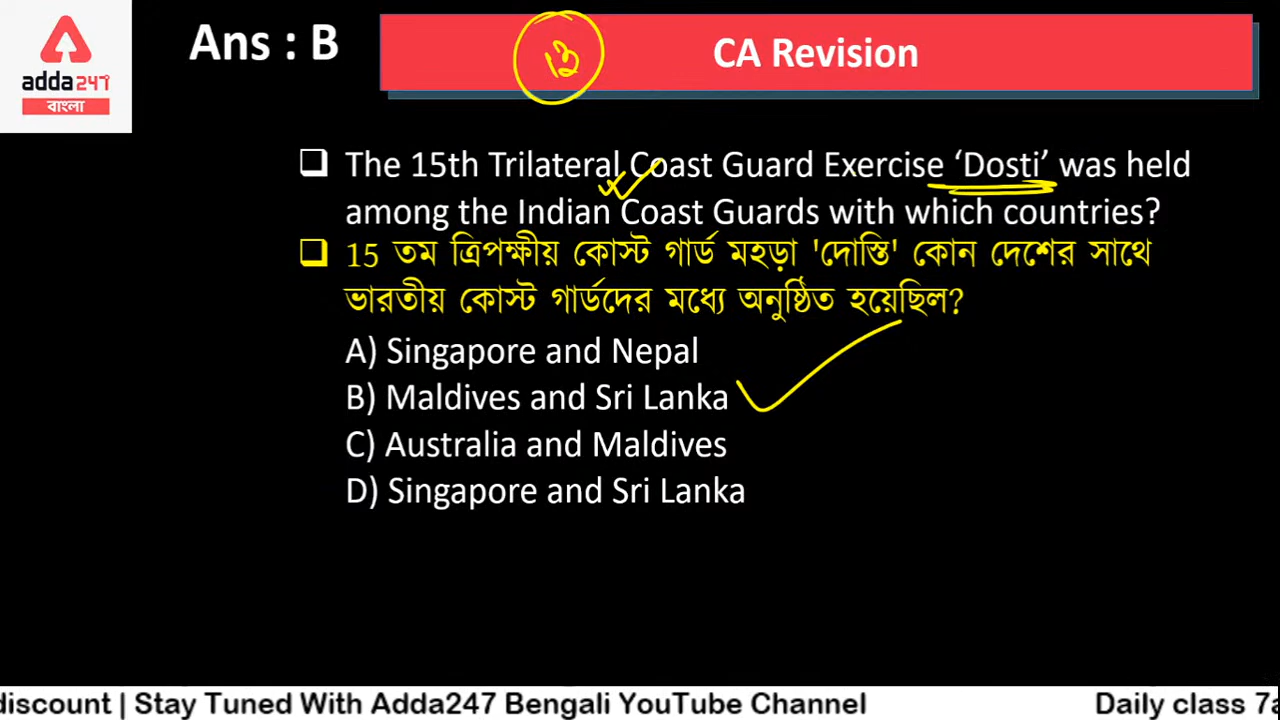 Ans : B
CA Revision
adda247
বাংলা
❑ The 15th Trilateral Coast Guard Exercise ‘Dosti’ was held
among the Indian Coast Guards with which countries?
❑ 15 তম ত্রিপক্ষীয় কোস্ট গার্ড মহড়া 'দোস্তি' কোন দেশের সাথে
ভারতীয় কোস্ট গার্ডদের মধ্যে অনুষ্ঠিত হয়েছিল?
A) Singapore and Nepal
B) Maldives and Sri Lanka
C) Australia and Maldives
D) Singapore and Sri Lanka
discount | Stay Tuned With Adda247 Bengali YouTube Channel
Daily class 7a